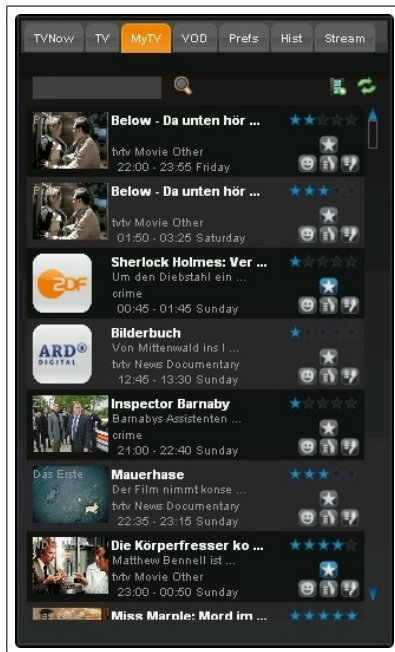 TVNow TV MyTV VOD Prefs Hist Stream
Below - Da unten hör ...
tvtv Movie Other
22:00 - 23:55 Friday
Below - Da unten hör ...
tvtv Movie Other
01:50 - 03:25 Saturday
ZDF
Sherlock Holmes: Ver ...
Um den Diebstahl ein ...
crime
00:45 - 01:45 Sunday
ARD
DIGITAL
Bilderbuch
Von Mittenwald ins I ...
tvtv News Documentary
12:45 - 13:30 Sunday
Inspector Barnaby
Barnabys Assistenten ...
crime
21:00 - 22:40 Sunday
Das Erste
Mauerhase
Der Film nimmt konse ...
tvtv News Documentary
22:35 - 23:15 Sunday
Die Körperfresser ko ...
Matthew Bennell ist ...
tvtv Movie Other
23:00 - 00:50 Sunday
Miss Marple: Mord im ...